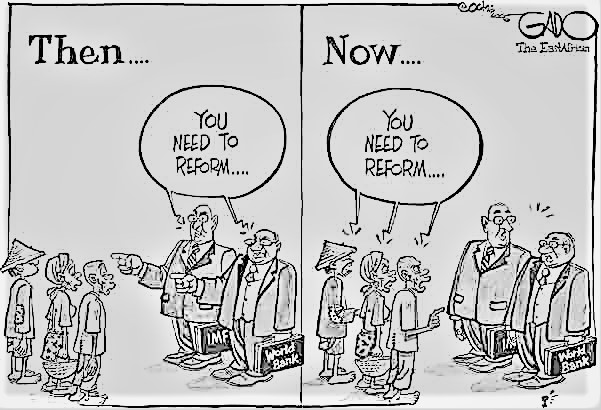 GADO
The EastAfrican
Then....
YOU
NEED TO
REFORM....
IMF
World
Bank
Now....
YOU
NEED TO
REFORM....
World
Bank